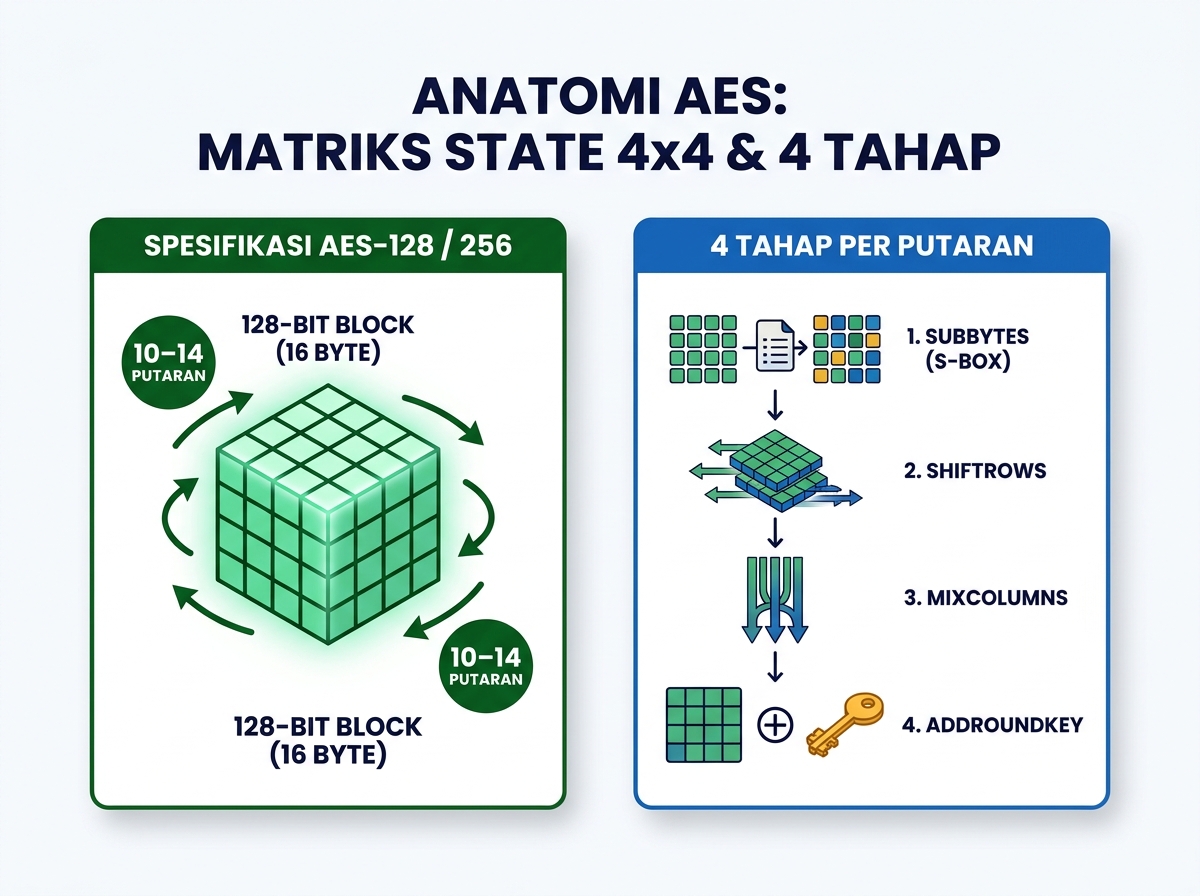 ANATOMI AES:
MATRIKS STATE 4x4 & 4 TAHAP
SPESIFIKASI AES-128 / 256
10–14
PUTARAN
128-BIT BLOCK
(16 BYTE)
10–14
PUTARAN
128-BIT BLOCK
(16 BYTE)
4 TAHAP PER PUTARAN
1. SUBBYTES
(S-BOX)
2. SHIFTROWS
3. MIXCOLUMNS
4. ADDROUNDKEY